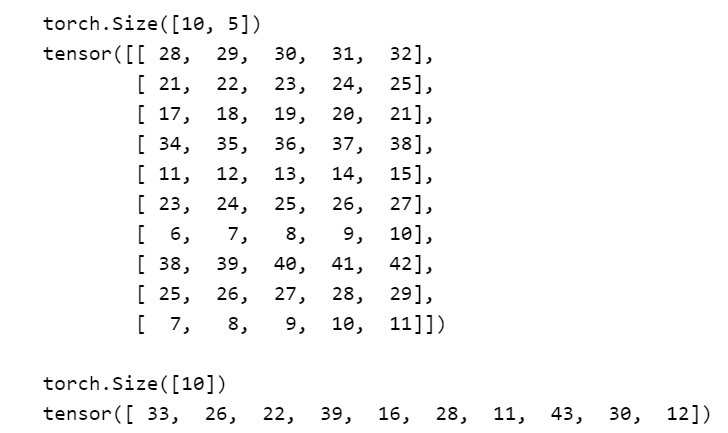 torch.Size([10, 5])
tensor([[ 28,  29,  30,  31,  32],
        [ 21,  22,  23,  24,  25],
        [ 17,  18,  19,  20,  21],
        [ 34,  35,  36,  37,  38],
        [ 11,  12,  13,  14,  15],
        [ 23,  24,  25,  26,  27],
        [  6,   7,   8,   9,  10],
        [ 38,  39,  40,  41,  42],
        [ 25,  26,  27,  28,  29],
        [  7,   8,   9,  10,  11]])

torch.Size([10])
tensor([ 33,  26,  22,  39,  16,  28,  11,  43,  30,  12])